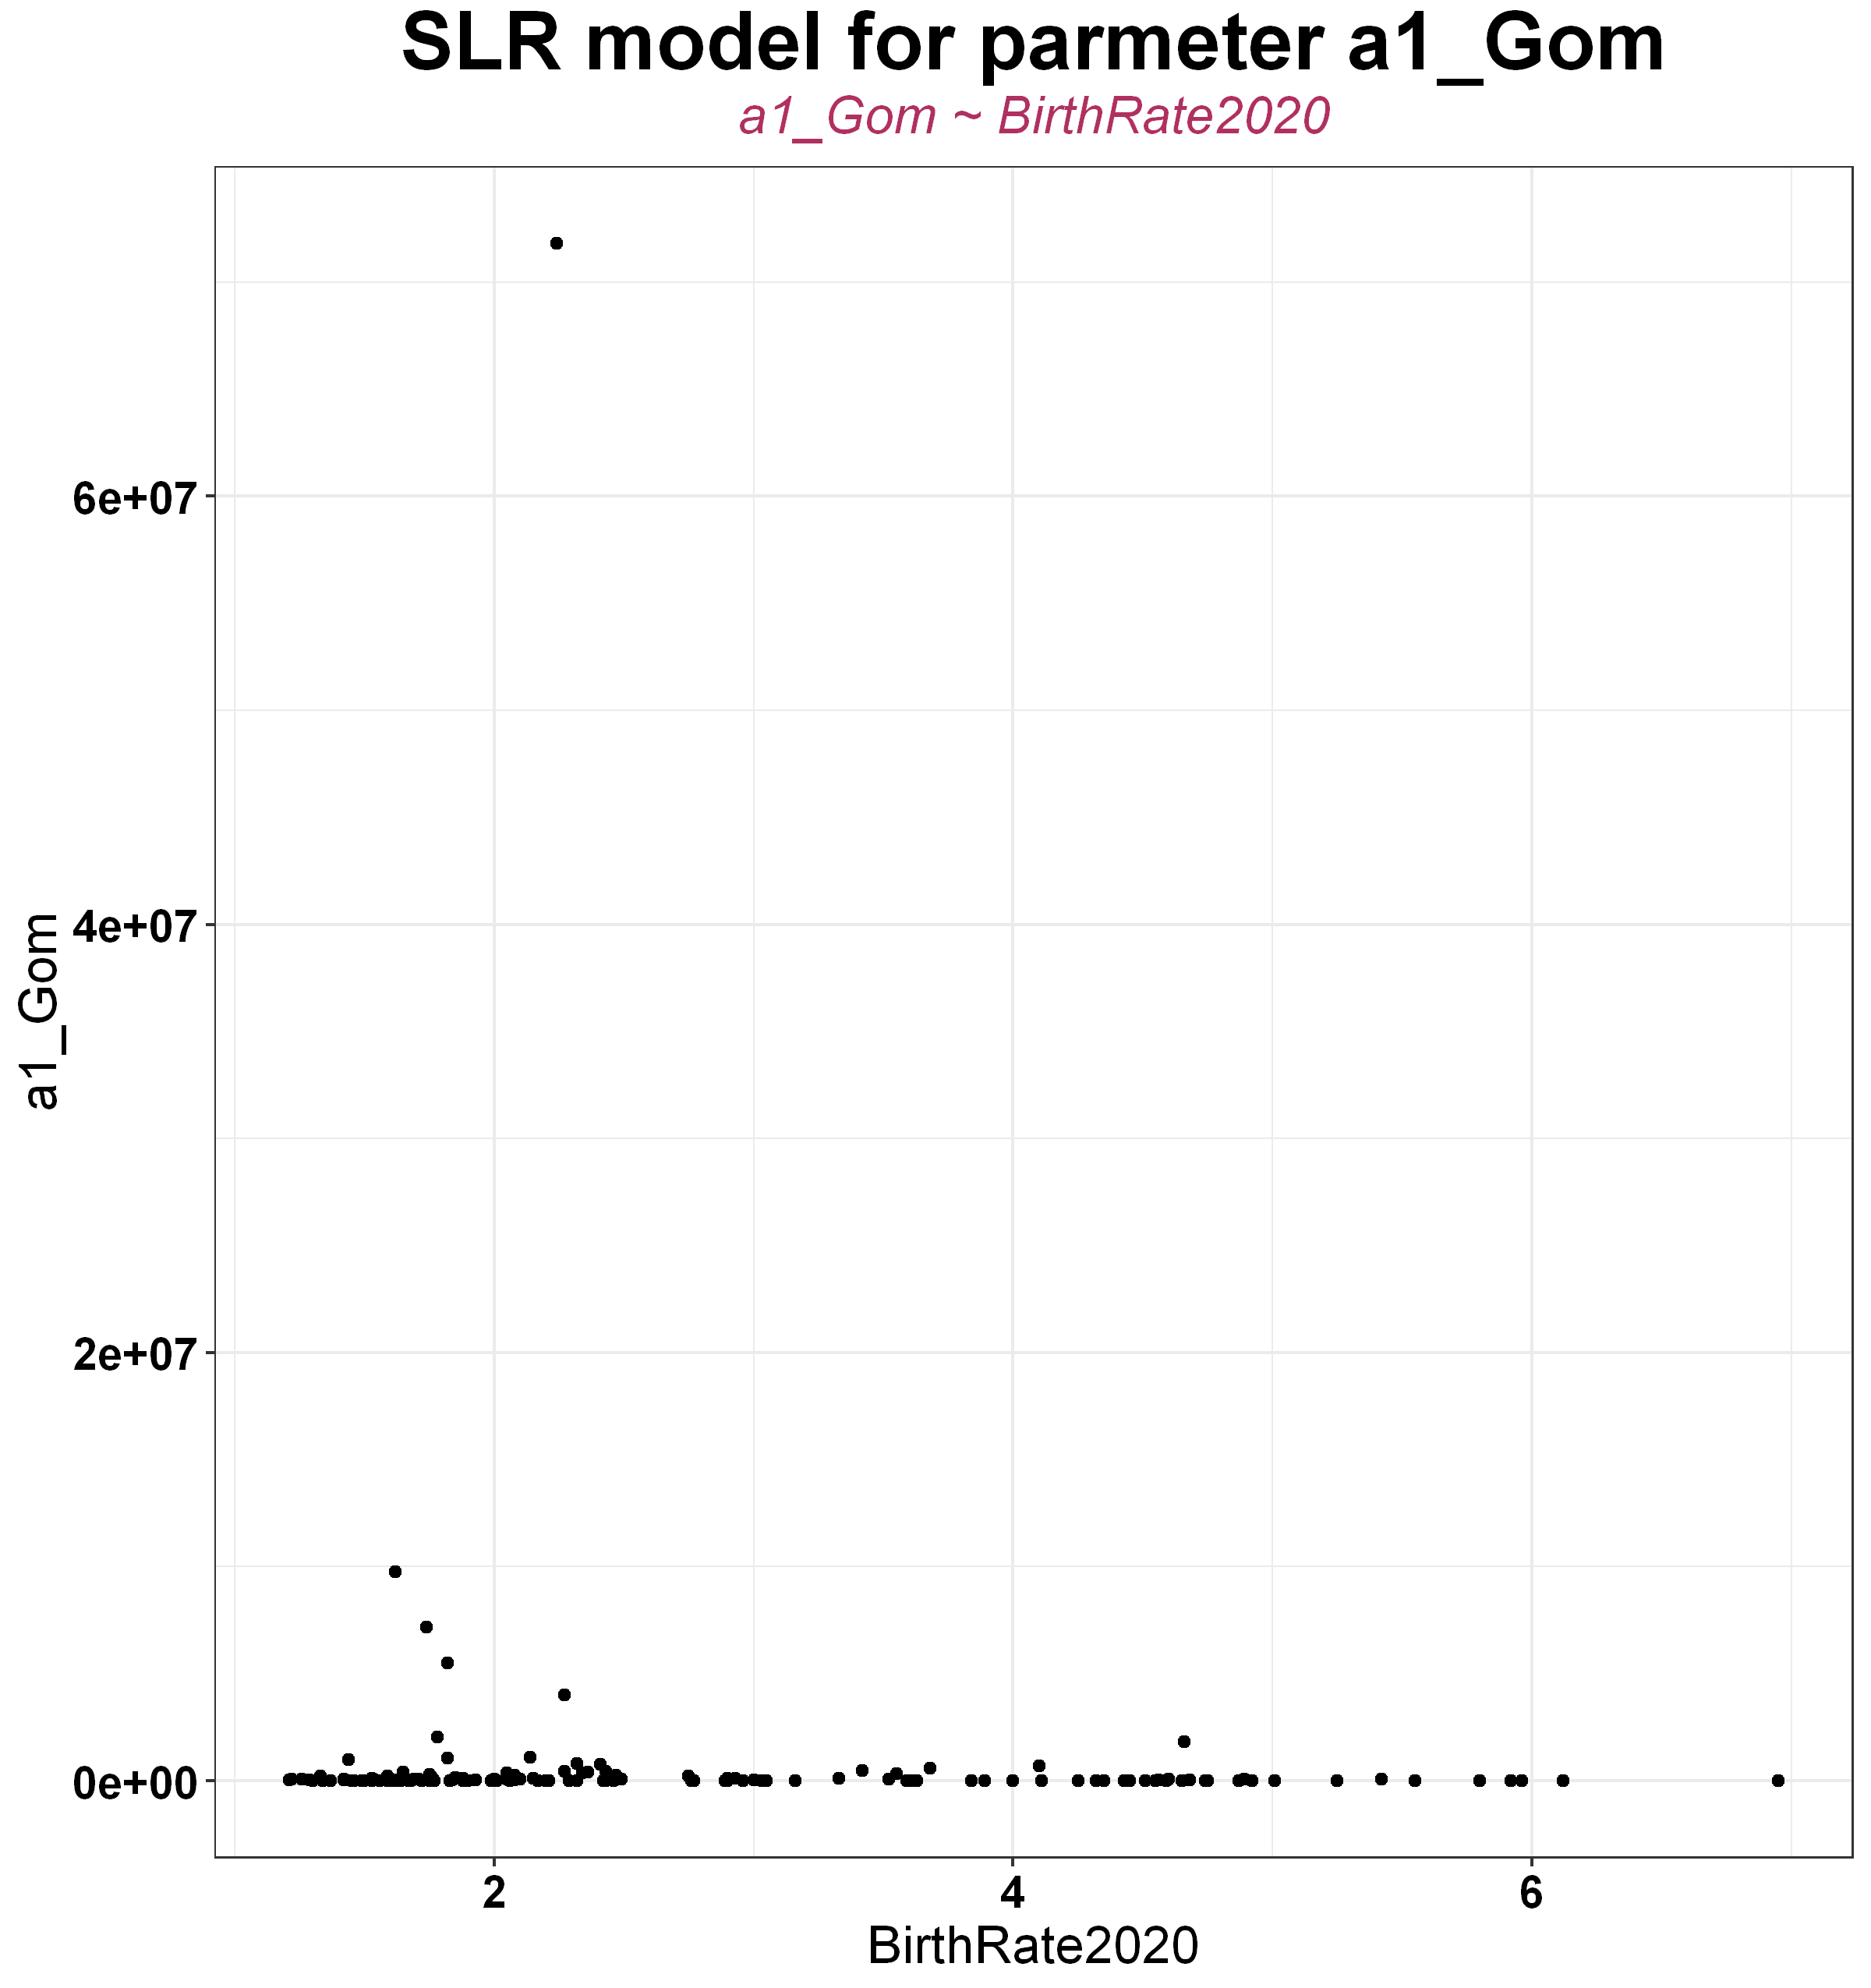 SLR model for parmeter a1_Gom
a1_Gom ~ BirthRate2020
6e+07
4e+07
2e+07
0e+00
a1_Gom
2 4 6
BirthRate2020